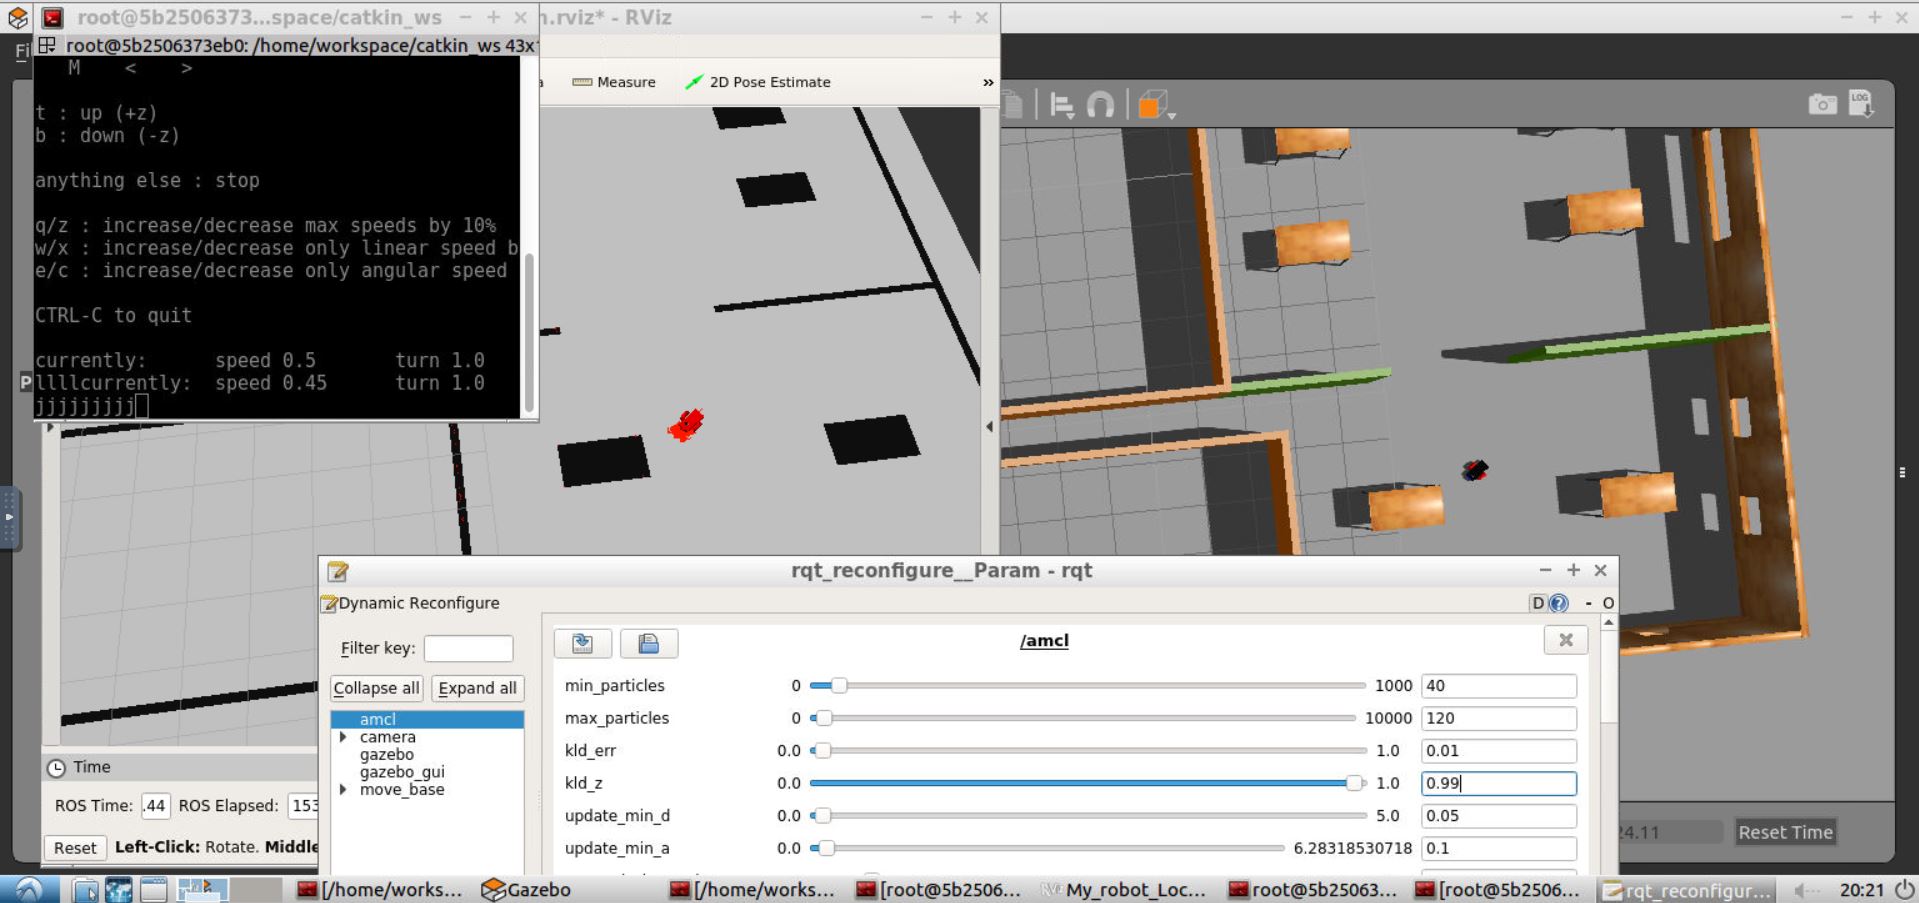 root@5b2506373...space/catkin_ws
n.rviz* - RViz
root@5b2506373eb0: /home/workspace/catkin_ws 43x
M < >
t : up (+z)
b : down (-z)
anything else : stop
q/z : increase/decrease max speeds by 10%
w/x : increase/decrease only linear speed b
e/c : increase/decrease only angular speed
CTRL-C to quit
currently: speed 0.5 turn 1.0
llllcurrently: speed 0.45 turn 1.0
jjjjjjjjj
Measure
2D Pose Estimate
»
LOG
rqt_reconfigure__Param - rqt
Dynamic Reconfigure
D
- O
Filter key:
Collapse all
Expand all
amcl
camera
gazebo
gazebo_gui
move_base
/amcl
min_particles 0 1000 40
max_particles 0 10000 120
kld_err 0.0 1.0 0.01
kld_z 0.0 1.0 0.99
update_min_d 0.0 5.0 0.05
update_min_a 0.0 6.28318530718 0.1
Time
ROS Time: .44 ROS Elapsed: 153
Reset
Left-Click: Rotate. Middle
24.11
Reset Time
[/home/works...
Gazebo
[/home/works...
[root@5b2506...
My_robot_Loc...
root@5b25063...
[root@5b2506...
rqt_reconfigur...
20:21